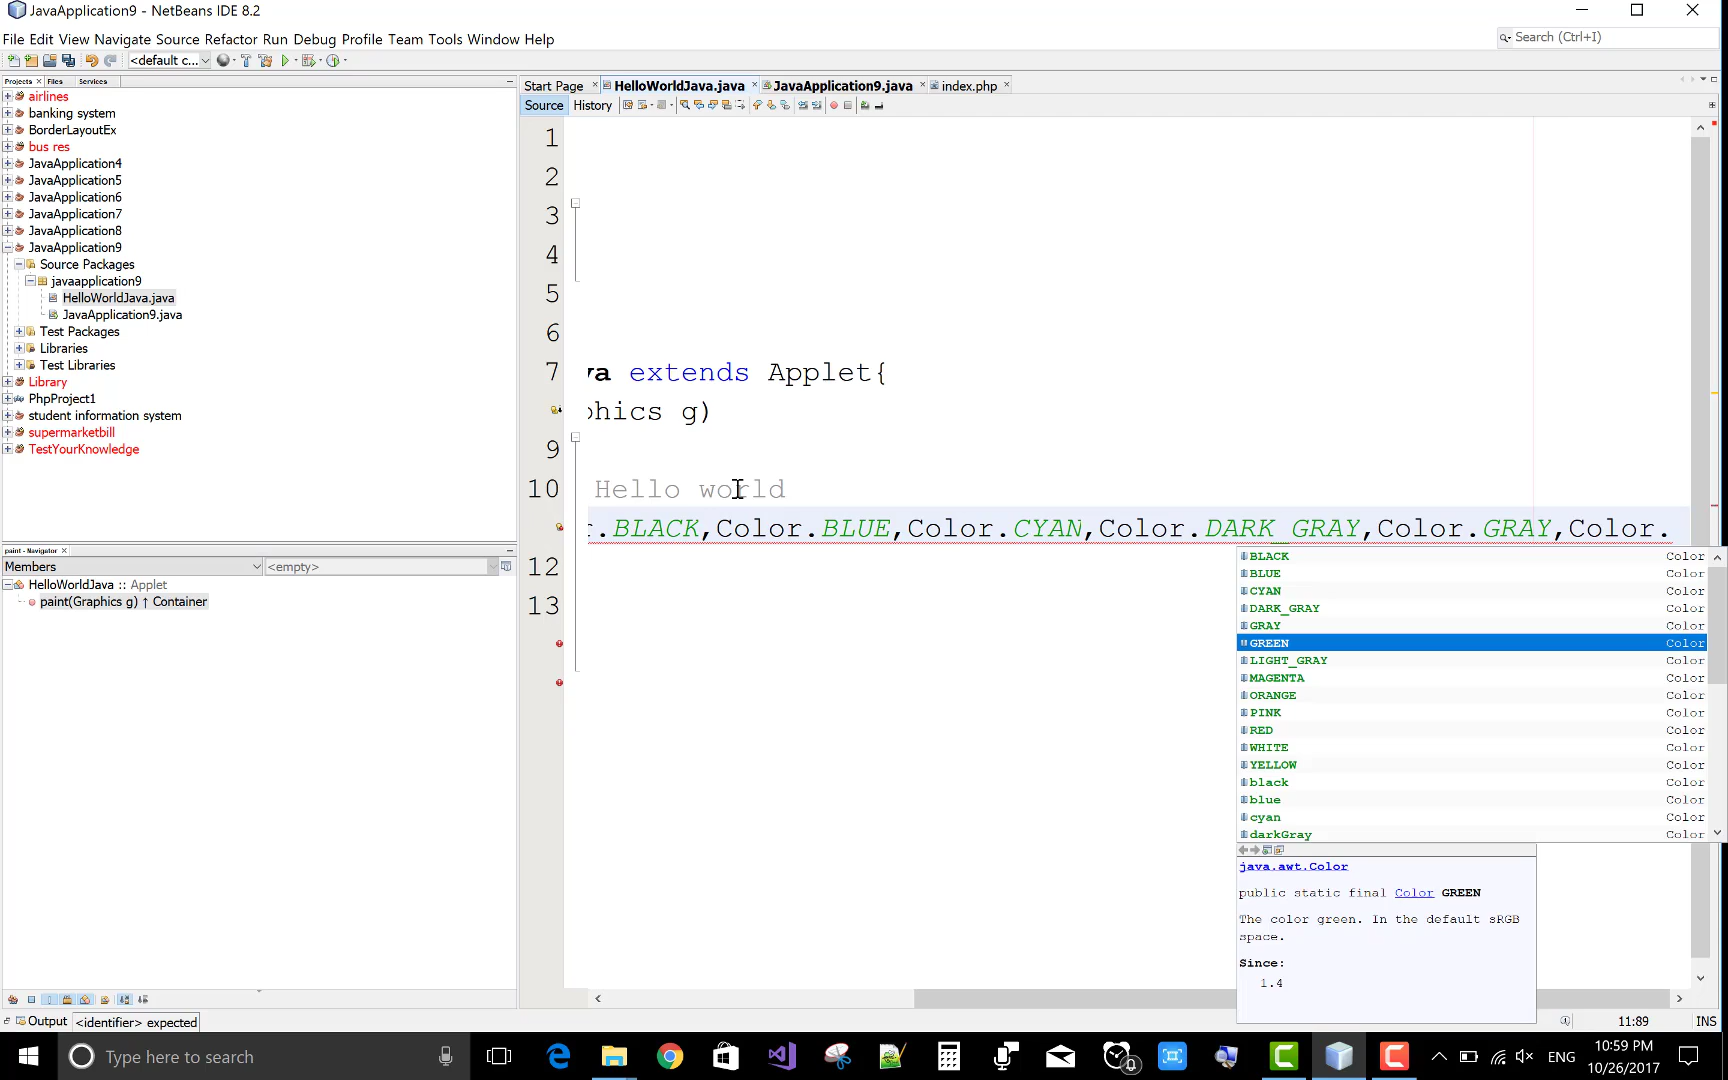 JavaApplication9 - NetBeans IDE 8.2
File Edit View Navigate Source Refactor Run Debug Profile Team Tools Window Help
Search (Ctrl+I)
<default c...
Projects Files Services
airlines
banking system
BorderLayoutEx
bus res
JavaApplication4
JavaApplication5
JavaApplication6
JavaApplication7
JavaApplication8
JavaApplication9
Source Packages
javaapplication9
HelloWorldJava.java
JavaApplication9.java
Test Packages
Libraries
Test Libraries
Library
PhpProject1
student information system
supermarketbill
TestYourKnowledge
paint - Navigator
Members
<empty>
HelloWorldJava :: Applet
paint(Graphics g) ↑ Container
Start Page HelloWorldJava.java JavaApplication9.java index.php
Source History
1
2
3
4
5
6
7 va extends Applet{
phics g)
9
10 Hello world
r.BLACK,Color.BLUE,Color.CYAN,Color.DARK_GRAY,Color.GRAY,Color.
12
13
BLACK Color
BLUE Color
CYAN Color
DARK_GRAY Color
GRAY Color
GREEN Color
LIGHT_GRAY Color
MAGENTA Color
ORANGE Color
PINK Color
RED Color
WHITE Color
YELLOW Color
black Color
blue Color
cyan Color
darkGray Color
java.awt.Color
public static final Color GREEN
The color green. In the default sRGB
space.
Since:
1.4
Output <identifier> expected
11:89 INS
Type here to search
ENG
10:59 PM
10/26/2017